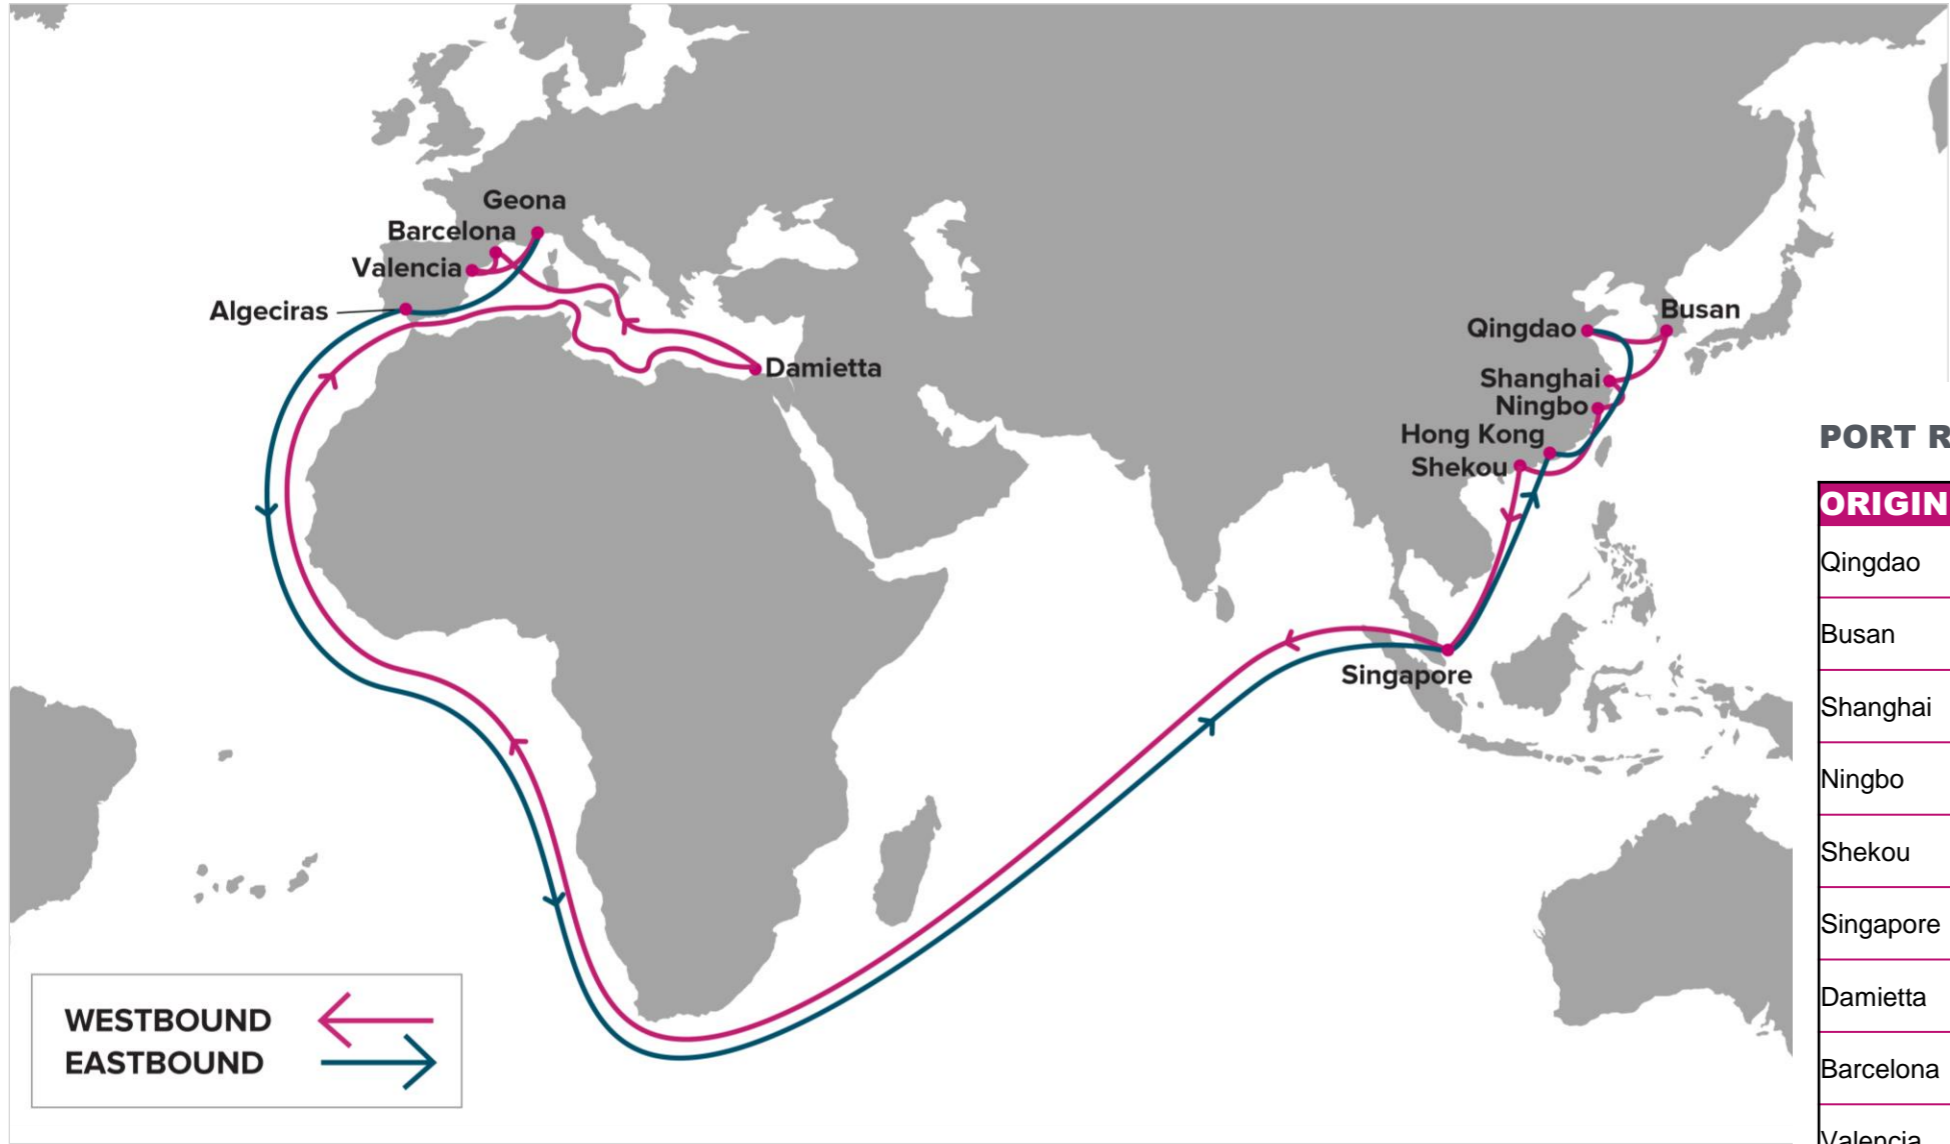 Geona
Barcelona
Valencia
Algeciras
Damietta
Busan
Qingdao
Shanghai
Ningbo
Hong Kong
Shekou
Singapore
WESTBOUND
EASTBOUND
PORT R
ORIGIN
Qingdao
Busan
Shanghai
Ningbo
Shekou
Singapore
Damietta
Barcelona
Valencia